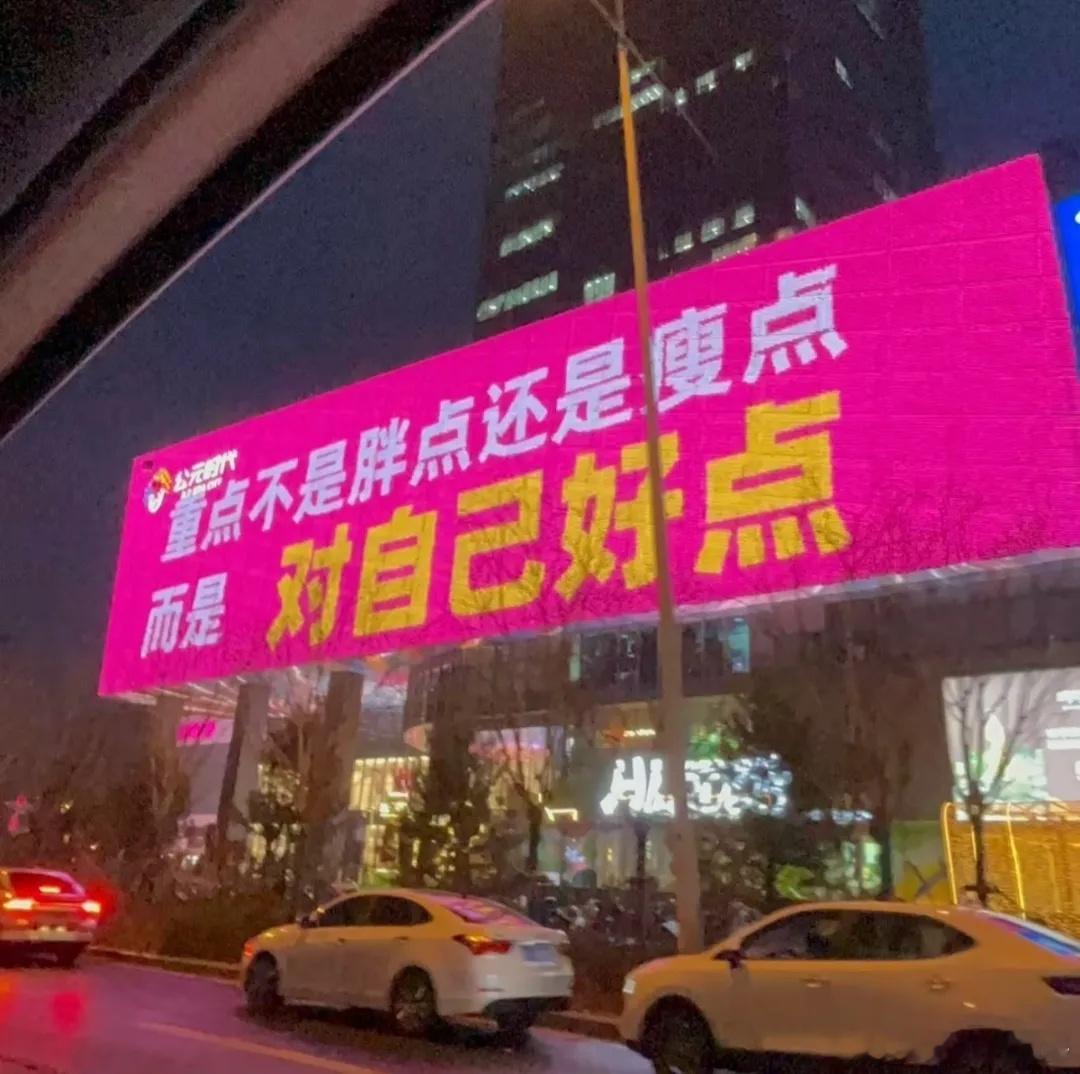 公元时代
重点不是胖点还是瘦点
而是 对自己好点